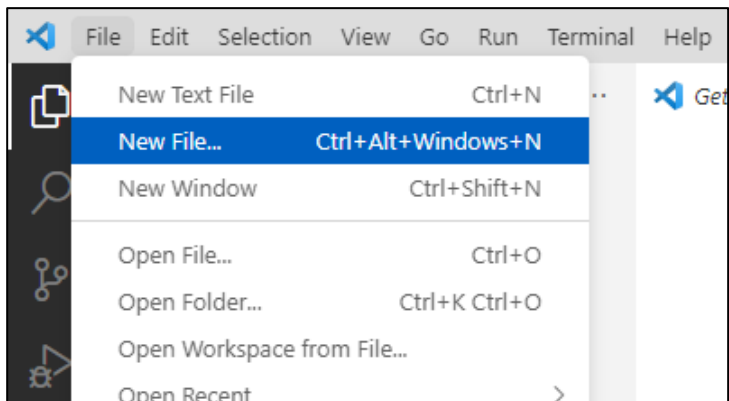 File Edit Selection View Go Run Terminal Help
New Text File Ctrl+N
New File... Ctrl+Alt+Windows+N
New Window Ctrl+Shift+N
Open File... Ctrl+O
Open Folder... Ctrl+K Ctrl+O
Open Workspace from File...
Open Recent
Get